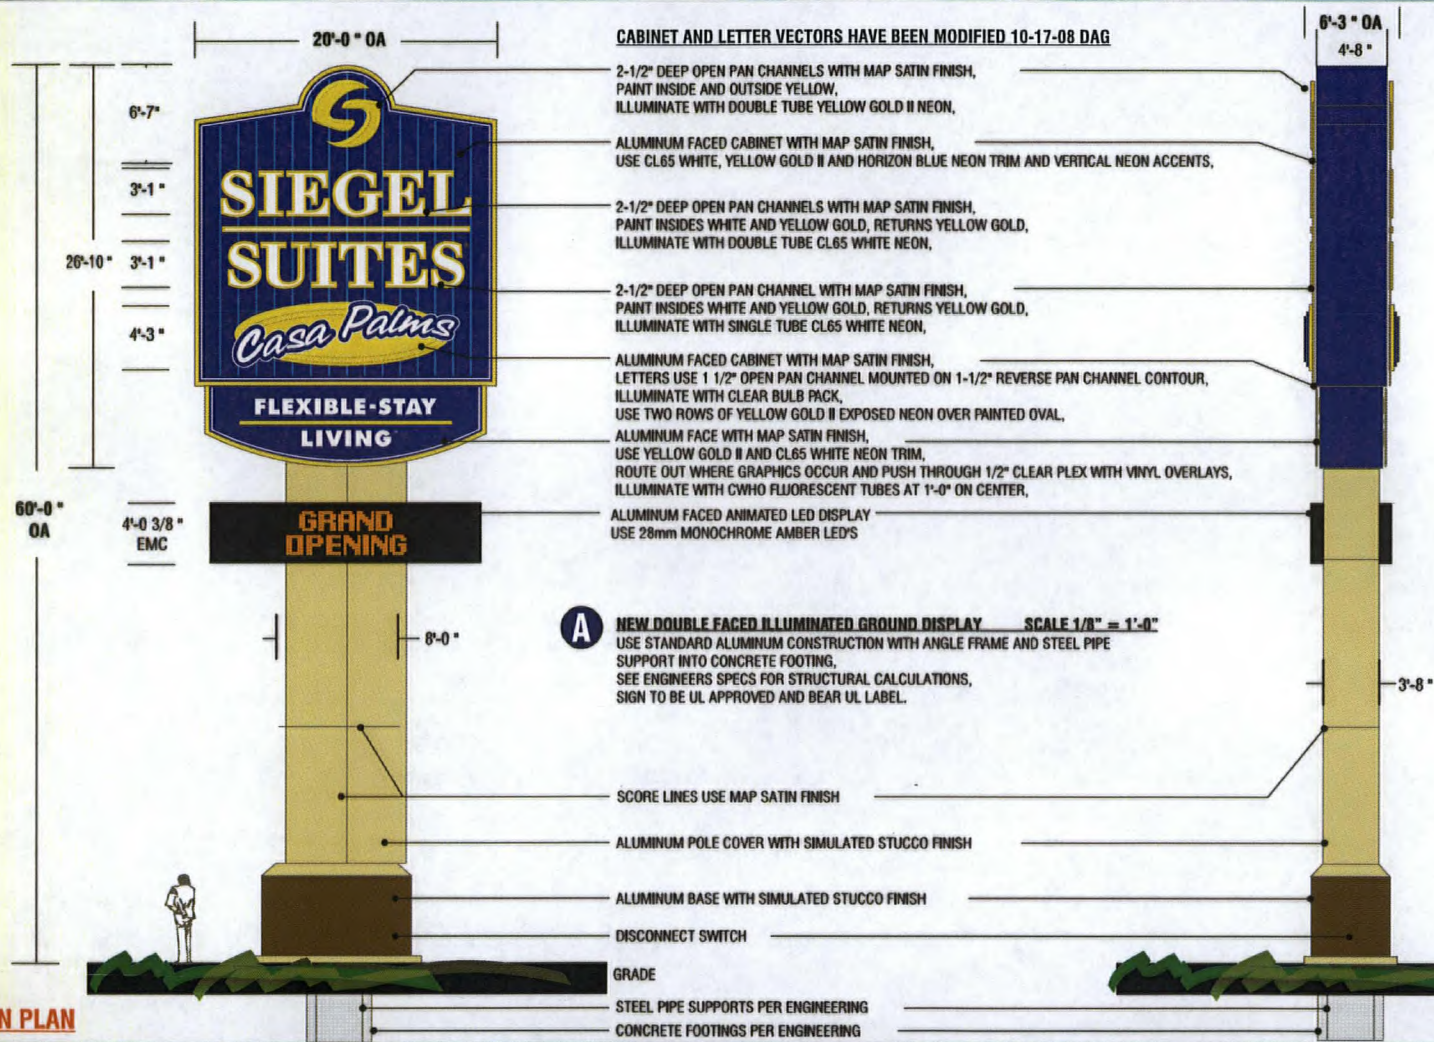 20'-0" OA
CABINET AND LETTER VECTORS HAVE BEEN MODIFIED 10-17-08 DAG
6'-3" OA
4'-8"
2-1/2" DEEP OPEN PAN CHANNELS WITH MAP SATIN FINISH,
PAINT INSIDE AND OUTSIDE YELLOW,
ILLUMINATE WITH DOUBLE TUBE YELLOW GOLD II NEON,
6'-7"
S
ALUMINUM FACED CABINET WITH MAP SATIN FINISH,
USE CL65 WHITE, YELLOW GOLD II AND HORIZON BLUE NEON TRIM AND VERTICAL NEON ACCENTS,
3'-1"
SIEGEL
2-1/2" DEEP OPEN PAN CHANNELS WITH MAP SATIN FINISH,
PAINT INSIDES WHITE AND YELLOW GOLD, RETURNS YELLOW GOLD,
ILLUMINATE WITH DOUBLE TUBE CL65 WHITE NEON,
26'-10"
3'-1"
SUITES
2-1/2" DEEP OPEN PAN CHANNEL WITH MAP SATIN FINISH,
PAINT INSIDES WHITE AND YELLOW GOLD, RETURNS YELLOW GOLD,
ILLUMINATE WITH SINGLE TUBE CL65 WHITE NEON,
4'-3"
Casa Palms
ALUMINUM FACED CABINET WITH MAP SATIN FINISH,
LETTERS USE 1 1/2" OPEN PAN CHANNEL MOUNTED ON 1-1/2" REVERSE PAN CHANNEL CONTOUR,
ILLUMINATE WITH CLEAR BULB PACK,
USE TWO ROWS OF YELLOW GOLD II EXPOSED NEON OVER PAINTED OVAL,
FLEXIBLE-STAY
LIVING
ALUMINUM FACE WITH MAP SATIN FINISH,
USE YELLOW GOLD II AND CL65 WHITE NEON TRIM,
ROUTE OUT WHERE GRAPHICS OCCUR AND PUSH THROUGH 1/2" CLEAR PLEX WITH VINYL OVERLAYS,
ILLUMINATE WITH CWHO FLUORESCENT TUBES AT 1'-0" ON CENTER,
60'-0"
OA
4'-0 3/8"
EMC
GRAND
OPENING
ALUMINUM FACED ANIMATED LED DISPLAY
USE 28mm MONOCHROME AMBER LED'S
8'-0"
A
NEW DOUBLE FACED ILLUMINATED GROUND DISPLAY SCALE 1/8" = 1'-0"
USE STANDARD ALUMINUM CONSTRUCTION WITH ANGLE FRAME AND STEEL PIPE
SUPPORT INTO CONCRETE FOOTING,
SEE ENGINEERS SPECS FOR STRUCTURAL CALCULATIONS,
SIGN TO BE UL APPROVED AND BEAR UL LABEL.
3'-8"
SCORE LINES USE MAP SATIN FINISH
ALUMINUM POLE COVER WITH SIMULATED STUCCO FINISH
ALUMINUM BASE WITH SIMULATED STUCCO FINISH
DISCONNECT SWITCH
GRADE
STEEL PIPE SUPPORTS PER ENGINEERING
N PLAN
CONCRETE FOOTINGS PER ENGINEERING